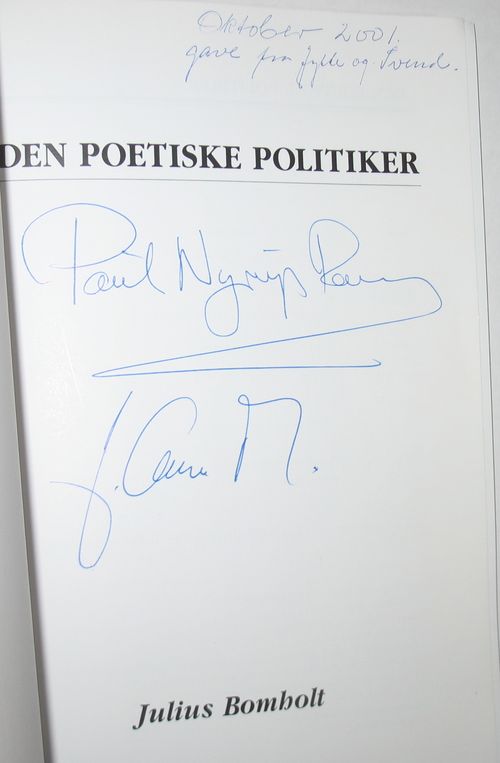 Oktober 2001.
gave fra Jytte og Svend.
DEN POETISKE POLITIKER
Poul Nyrup
J.
Julius Bomholt